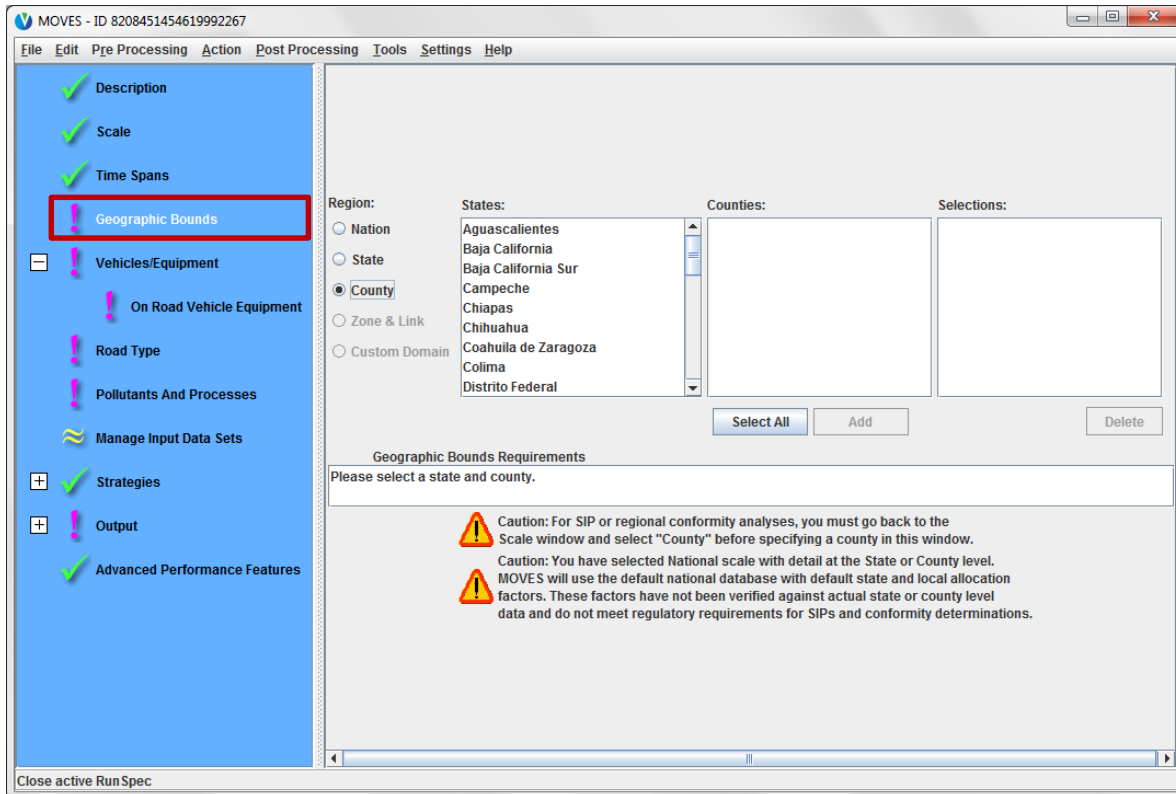 MOVES - ID 8208451454619992267
File Edit Pre Processing Action Post Processing Tools Settings Help
Description
Scale
Time Spans
Geographic Bounds
Vehicles/Equipment
On Road Vehicle Equipment
Road Type
Pollutants And Processes
Manage Input Data Sets
Strategies
Output
Advanced Performance Features
Region:
Nation
State
County
Zone & Link
Custom Domain
States:
Aguascalientes
Baja California
Baja California Sur
Campeche
Chiapas
Chihuahua
Coahuila de Zaragoza
Colima
Distrito Federal
Counties:
Selections:
Select All
Add
Delete
Geographic Bounds Requirements
Please select a state and county.
Caution: For SIP or regional conformity analyses, you must go back to the
Scale window and select "County" before specifying a county in this window.
Caution: You have selected National scale with detail at the State or County level.
MOVES will use the default national database with default state and local allocation
factors. These factors have not been verified against actual state or county level
data and do not meet regulatory requirements for SIPs and conformity determinations.
Close active RunSpec